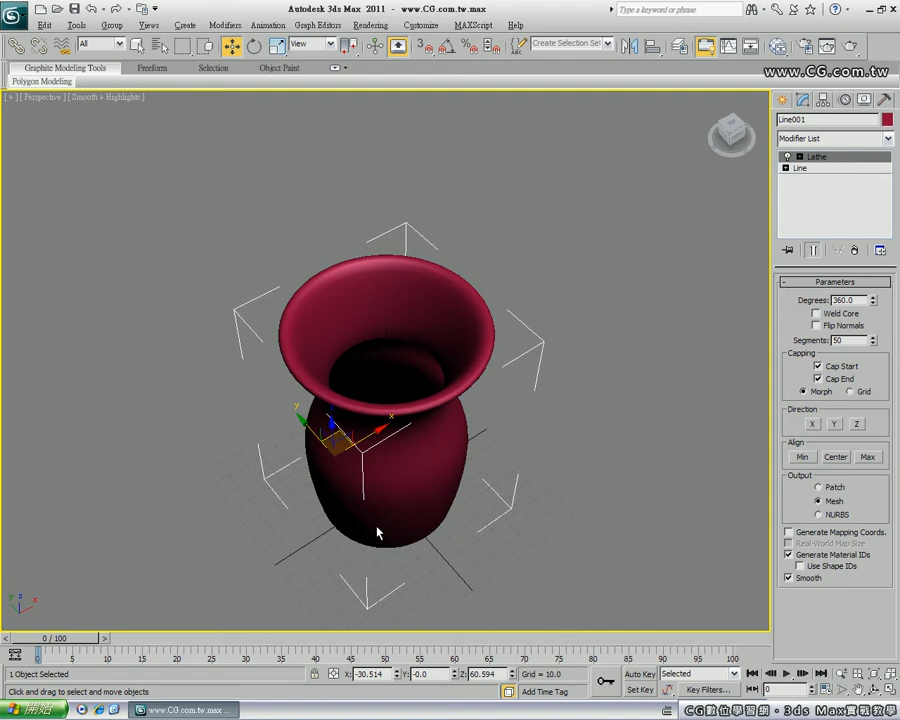 Autodesk 3ds Max 2011 - www.CG.com.tw.max
Type a keyword or phrase
Edit Tools Group Views Create Modifiers Animation Graph Editors Rendering Customize MAXScript Help
All
View
Create Selection Se
Graphite Modeling Tools Freeform Selection Object Paint
www.CG.com.tw
Polygon Modeling
[ + ] [ Perspective ] [ Smooth + Highlights ]
Line001
Modifier List
Lathe
Line
Parameters
Degrees: 360.0
Weld Core
Flip Normals
Segments: 50
Capping
Cap Start
Cap End
Morph Grid
Direction
X Y Z
Align
Min Center Max
Output
Patch
Mesh
NURBS
Generate Mapping Coords.
Real-World Map Size
Generate Material IDs
Use Shape IDs
Smooth
x
y
z x
y
0 / 100
0 5 10 15 20 25 30 35 40 45 50 55 60 65 70 75 80 85 90 95 100
1 Object Selected
X: -30.514 Y: -0.0 Z: 60.594 Grid = 10.0
Auto Key Selected
Click and drag to select and move objects
Add Time Tag
Set Key Key Filters...
0
開始
www.CG.com.tw.max ...
CG數位學習網·3ds Max實戰教學